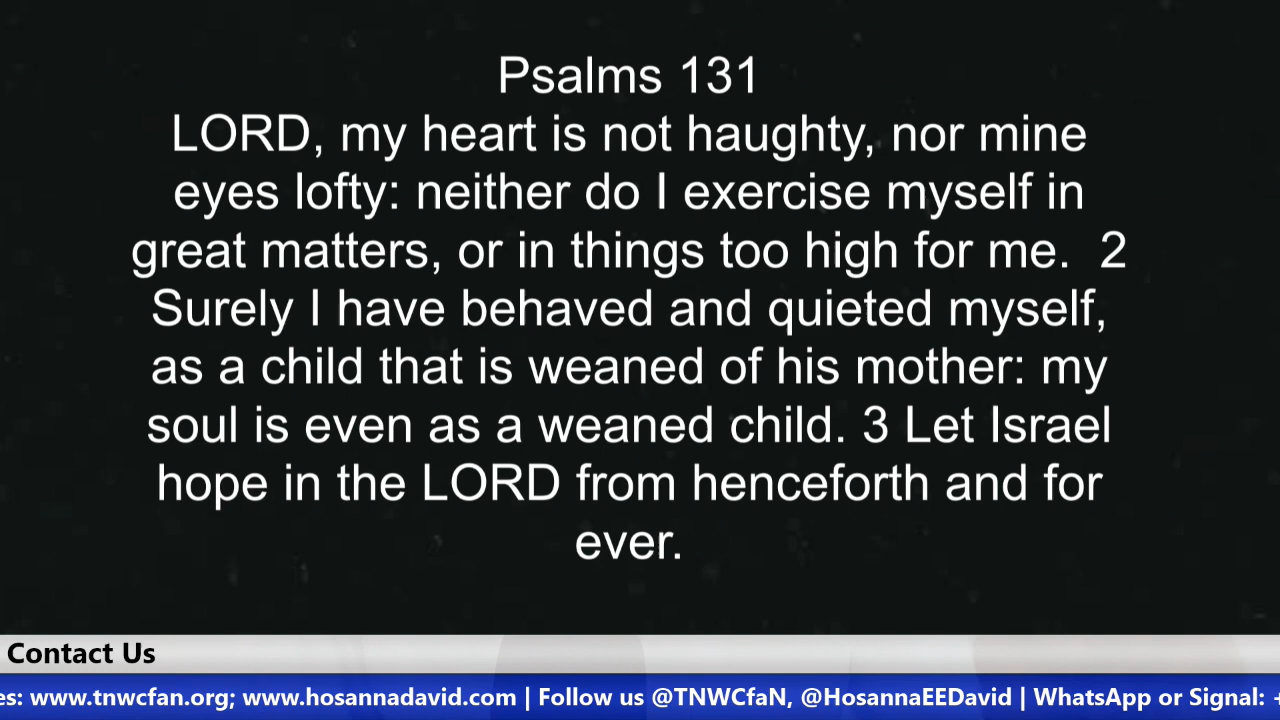 Psalms 131
LORD, my heart is not haughty, nor mine
eyes lofty: neither do I exercise myself in
great matters, or in things too high for me.  2
Surely I have behaved and quieted myself,
as a child that is weaned of his mother: my
soul is even as a weaned child. 3 Let Israel
hope in the LORD from henceforth and for
ever.
Contact Us
es: www.tnwcfan.org; www.hosannadavid.com | Follow us @TNWCfaN, @HosannaEEDavid | WhatsApp or Signal: +